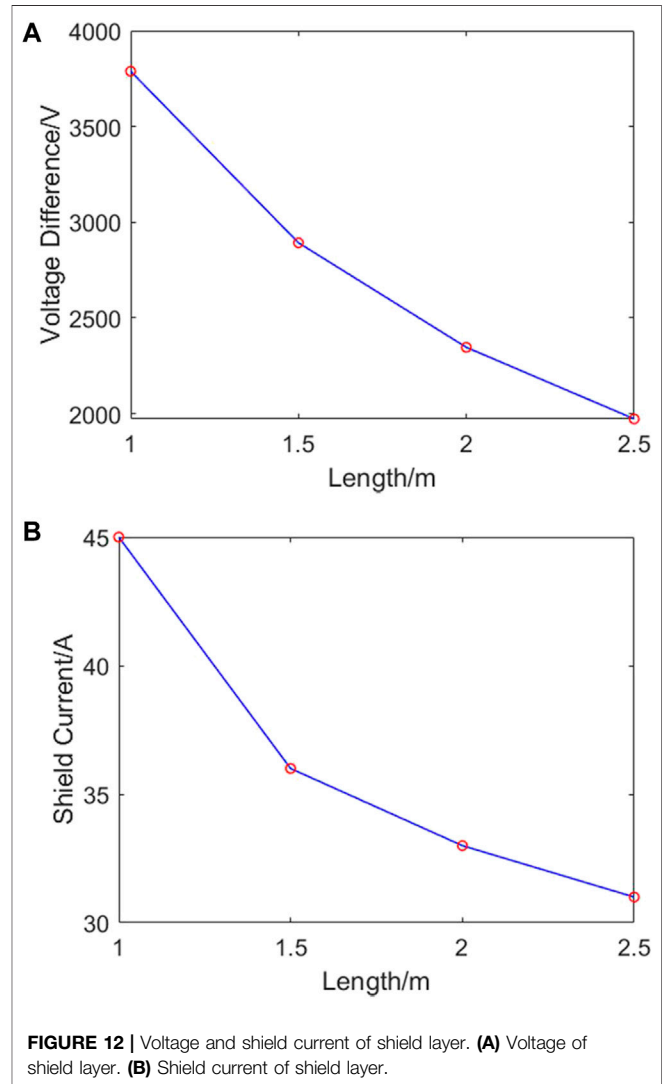 A
4000
3500
3000
2500
2000
Voltage Difference/V
1 1.5 2 2.5
Length/m
B
45
40
35
30
Shield Current/A
1 1.5 2 2.5
Length/m
FIGURE 12 | Voltage and shield current of shield layer. (A) Voltage of
shield layer. (B) Shield current of shield layer.